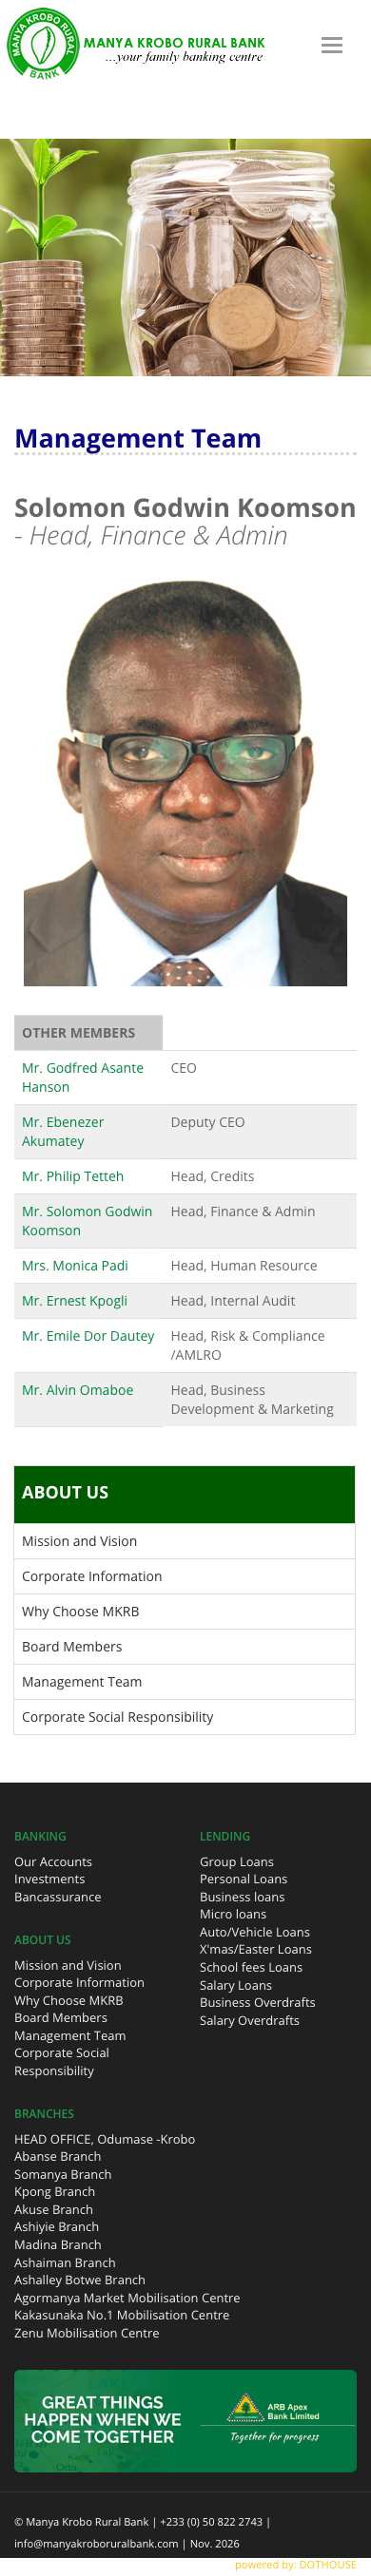 MANYA KROBO RURAL
BANK
MANYA KROBO RURAL BANK
...your family banking centre
Management Team
Solomon Godwin Koomson
- Head, Finance & Admin
OTHER MEMBERS
Mr. Godfred Asante Hanson CEO
Mr. Ebenezer Akumatey Deputy CEO
Mr. Philip Tetteh Head, Credits
Mr. Solomon Godwin Koomson Head, Finance & Admin
Mrs. Monica Padi Head, Human Resource
Mr. Ernest Kpogli Head, Internal Audit
Mr. Emile Dor Dautey Head, Risk & Compliance /AMLRO
Mr. Alvin Omaboe Head, Business Development & Marketing
ABOUT US
Mission and Vision
Corporate Information
Why Choose MKRB
Board Members
Management Team
Corporate Social Responsibility
BANKING
Our Accounts
Investments
Bancassurance
ABOUT US
Mission and Vision
Corporate Information
Why Choose MKRB
Board Members
Management Team
Corporate Social
Responsibility
LENDING
Group Loans
Personal Loans
Business loans
Micro loans
Auto/Vehicle Loans
X'mas/Easter Loans
School fees Loans
Salary Loans
Business Overdrafts
Salary Overdrafts
BRANCHES
HEAD OFFICE, Odumase -Krobo
Abanse Branch
Somanya Branch
Kpong Branch
Akuse Branch
Ashiyie Branch
Madina Branch
Ashaiman Branch
Ashalley Botwe Branch
Agormanya Market Mobilisation Centre
Kakasunaka No.1 Mobilisation Centre
Zenu Mobilisation Centre
GREAT THINGS
HAPPEN WHEN WE
COME TOGETHER
ARB Apex
Bank Limited
Together for progress
© Manya Krobo Rural Bank | +233 (0) 50 822 2743 |
info@manyakroboruralbank.com | Nov. 2026
powered by: DOTHOUSE